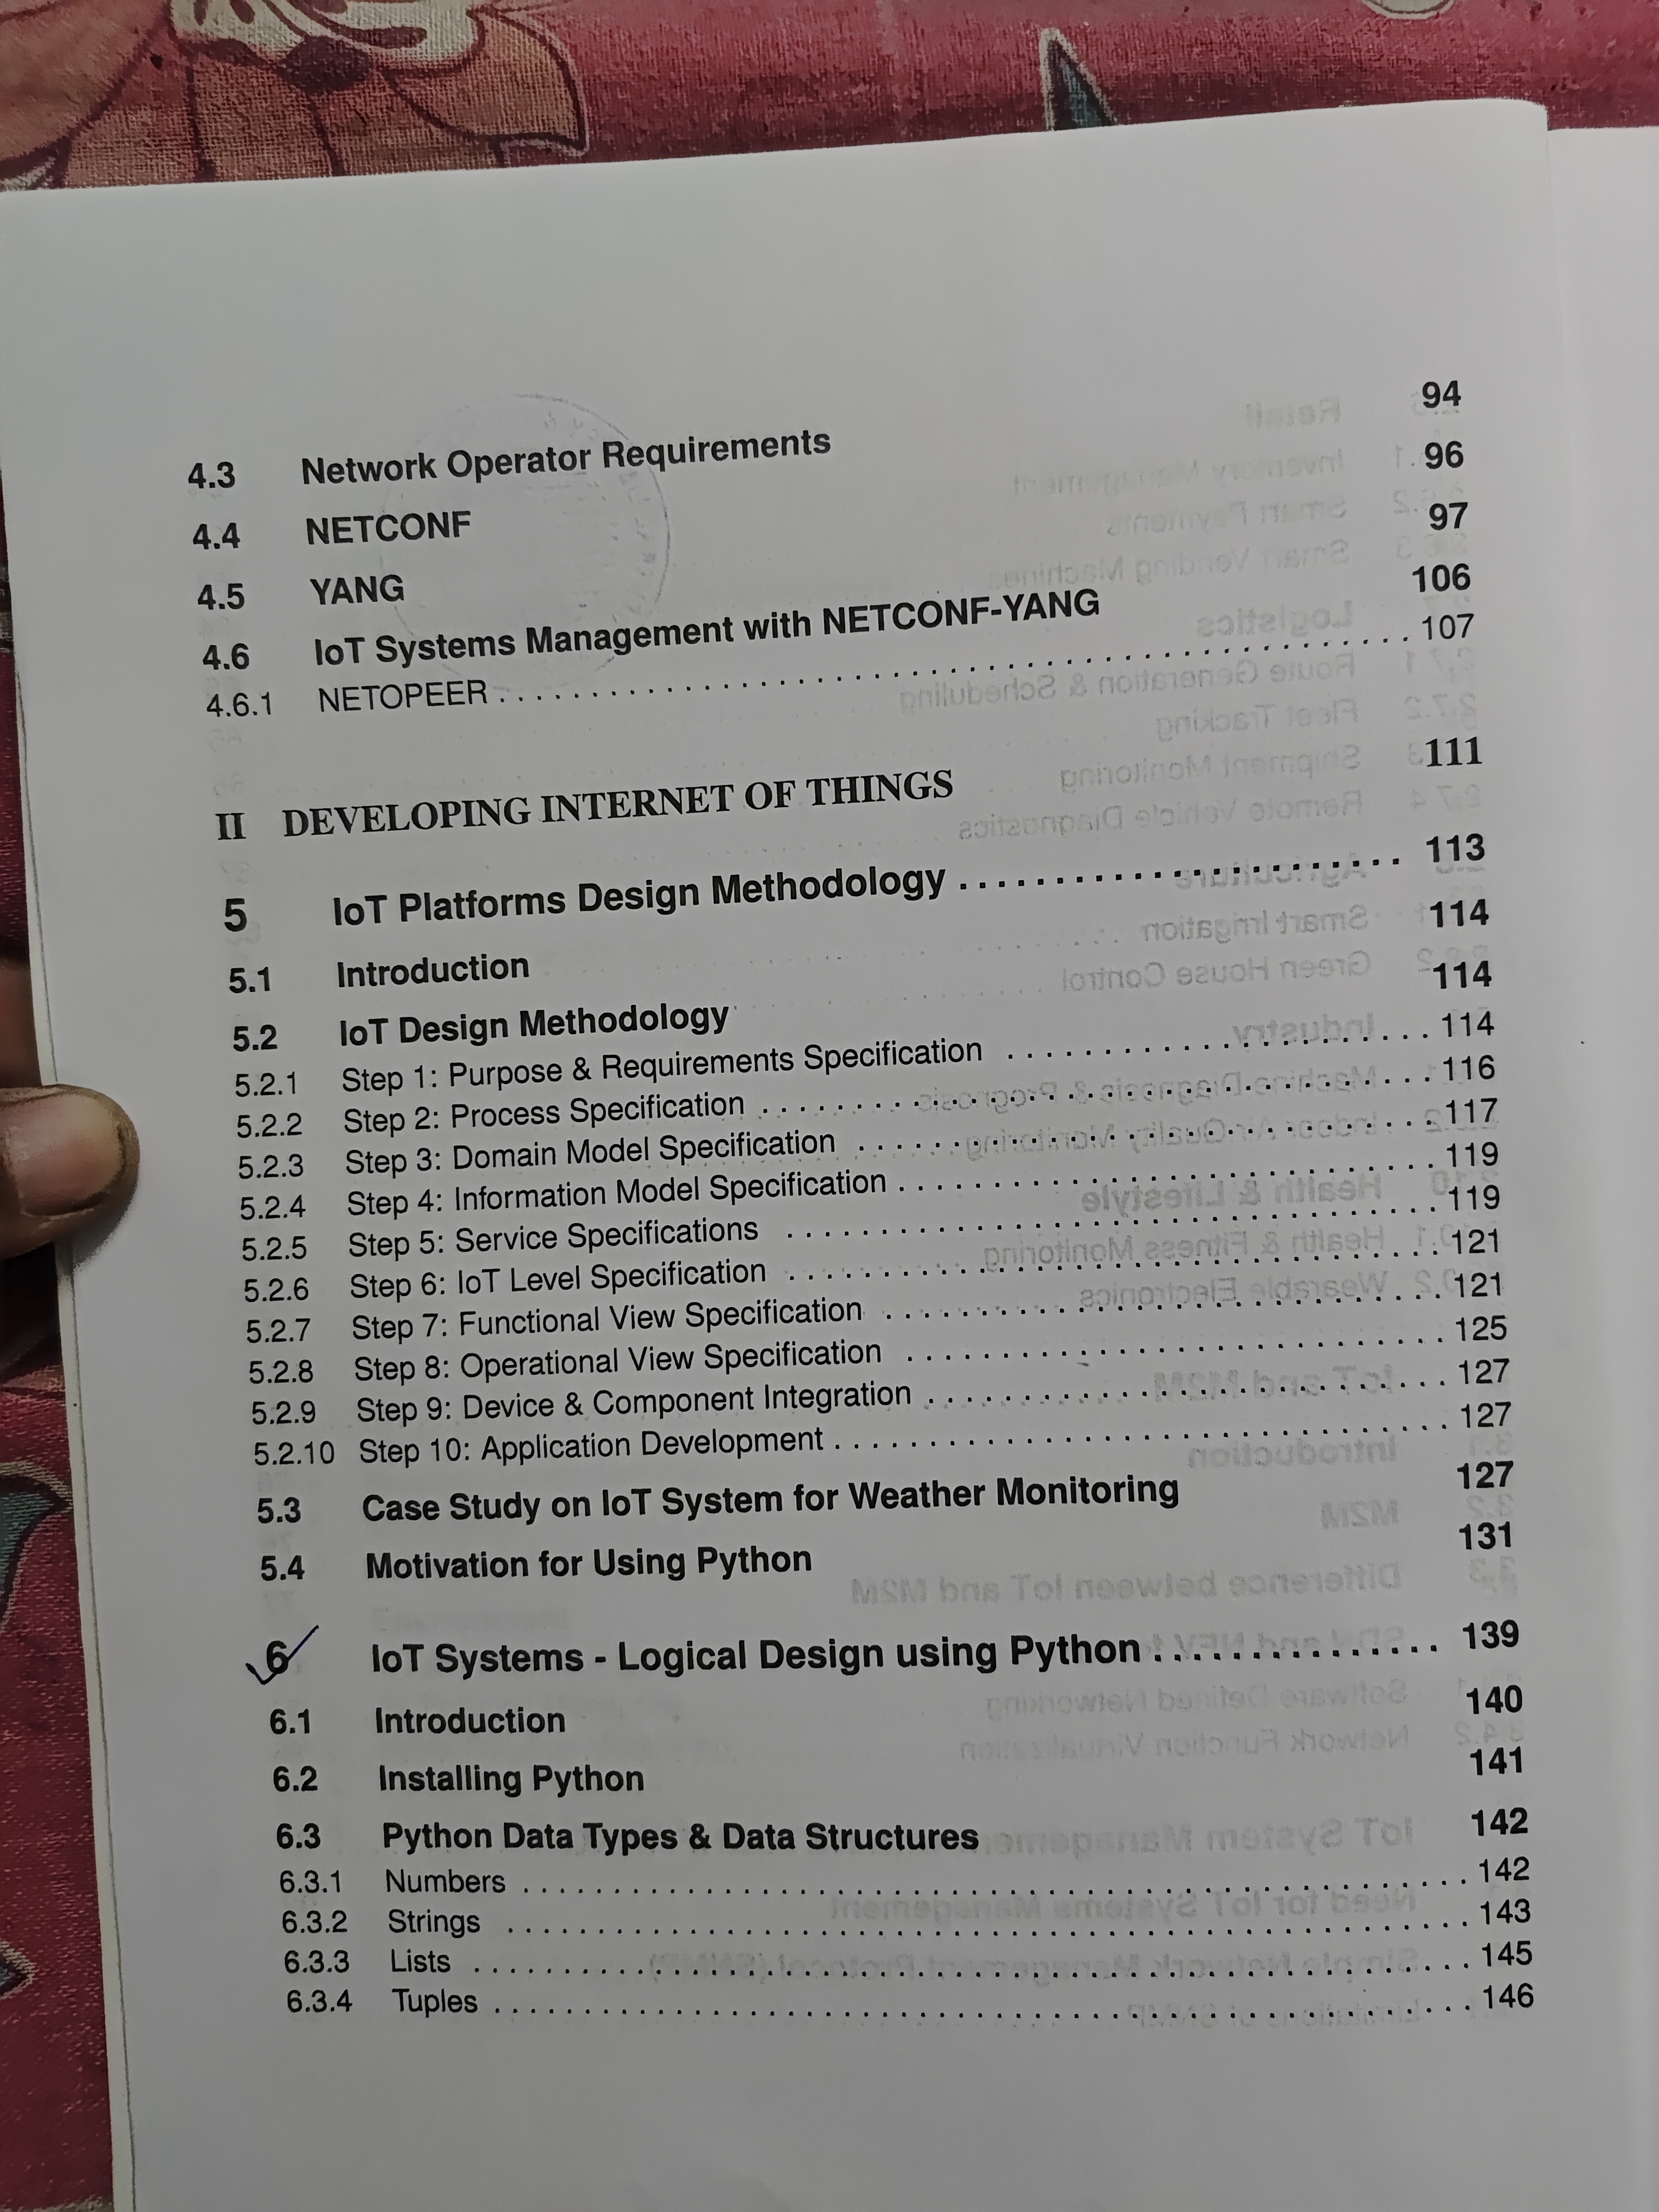 4.3 Network Operator Requirements 94
4.4 NETCONF 96
4.5 YANG 97
4.6 IoT Systems Management with NETCONF-YANG 106
4.6.1 NETOPEER 107
II DEVELOPING INTERNET OF THINGS 111
5 IoT Platforms Design Methodology 113
5.1 Introduction 114
5.2 IoT Design Methodology 114
5.2.1 Step 1: Purpose & Requirements Specification 114
5.2.2 Step 2: Process Specification 116
5.2.3 Step 3: Domain Model Specification 117
5.2.4 Step 4: Information Model Specification 119
5.2.5 Step 5: Service Specifications 119
5.2.6 Step 6: IoT Level Specification 121
5.2.7 Step 7: Functional View Specification 121
5.2.8 Step 8: Operational View Specification 125
5.2.9 Step 9: Device & Component Integration 127
5.2.10 Step 10: Application Development 127
5.3 Case Study on IoT System for Weather Monitoring 127
5.4 Motivation for Using Python 131
6 IoT Systems - Logical Design using Python 139
6.1 Introduction 140
6.2 Installing Python 141
6.3 Python Data Types & Data Structures 142
6.3.1 Numbers 142
6.3.2 Strings 143
6.3.3 Lists 145
6.3.4 Tuples 146